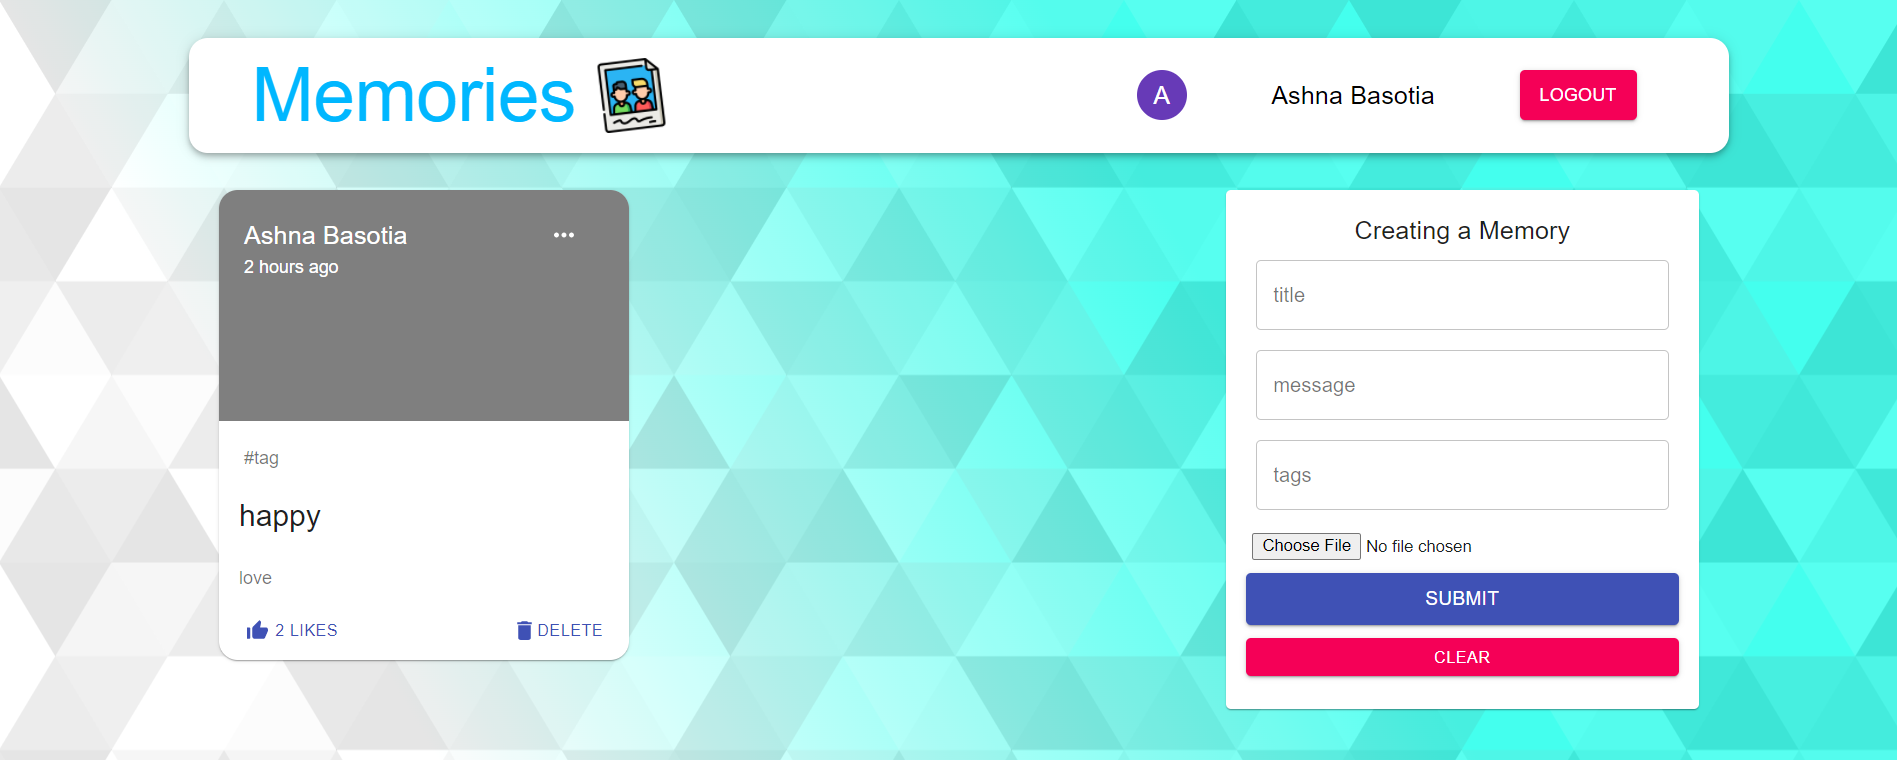 Memories
A
Ashna Basotia
LOGOUT
Ashna Basotia
2 hours ago
#tag
happy
love
2 LIKES
DELETE
Creating a Memory
title
message
tags
Choose File No file chosen
SUBMIT
CLEAR